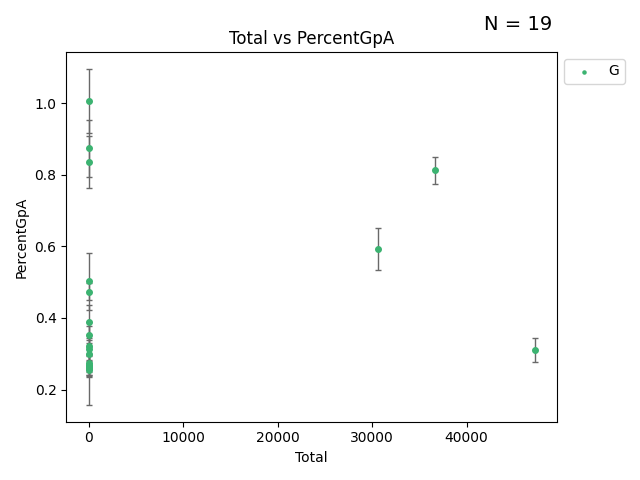 N = 19
Total vs PercentGpA
G
1.0
0.8
0.6
0.4
0.2
PercentGpA
0 10000 20000 30000 40000
Total